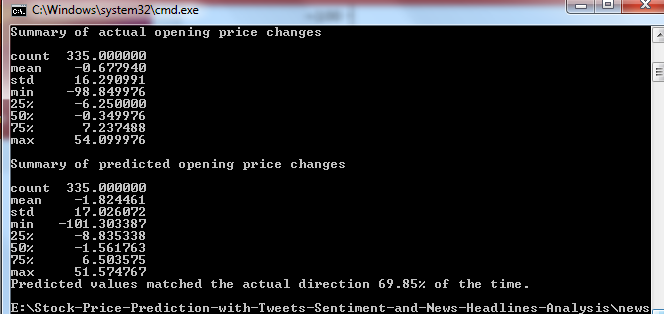 C:\Windows\system32\cmd.exe
Summary of actual opening price changes
count 335.000000
mean -0.677940
std 16.290991
min -98.849976
25% -6.250000
50% -0.349976
75% 7.237488
max 54.099976
Summary of predicted opening price changes
count 335.000000
mean -1.824461
std 17.026072
min -101.303387
25% -8.835338
50% -1.561763
75% 6.503575
max 51.574767
Predicted values matched the actual direction 69.85% of the time.
E:\Stock-Price-Prediction-with-Tweets-Sentiment-and-News-Headlines-Analysis\news